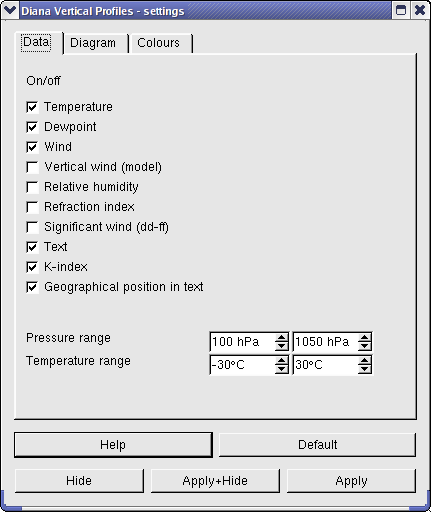 Diana Vertical Profiles - settings
Data Diagram Colours
On/off
Temperature
Dewpoint
Wind
Vertical wind (model)
Relative humidity
Refraction index
Significant wind (dd-ff)
Text
K-index
Geographical position in text
Pressure range 100 hPa 1050 hPa
Temperature range -30°C 30°C
Help Default
Hide Apply+Hide Apply